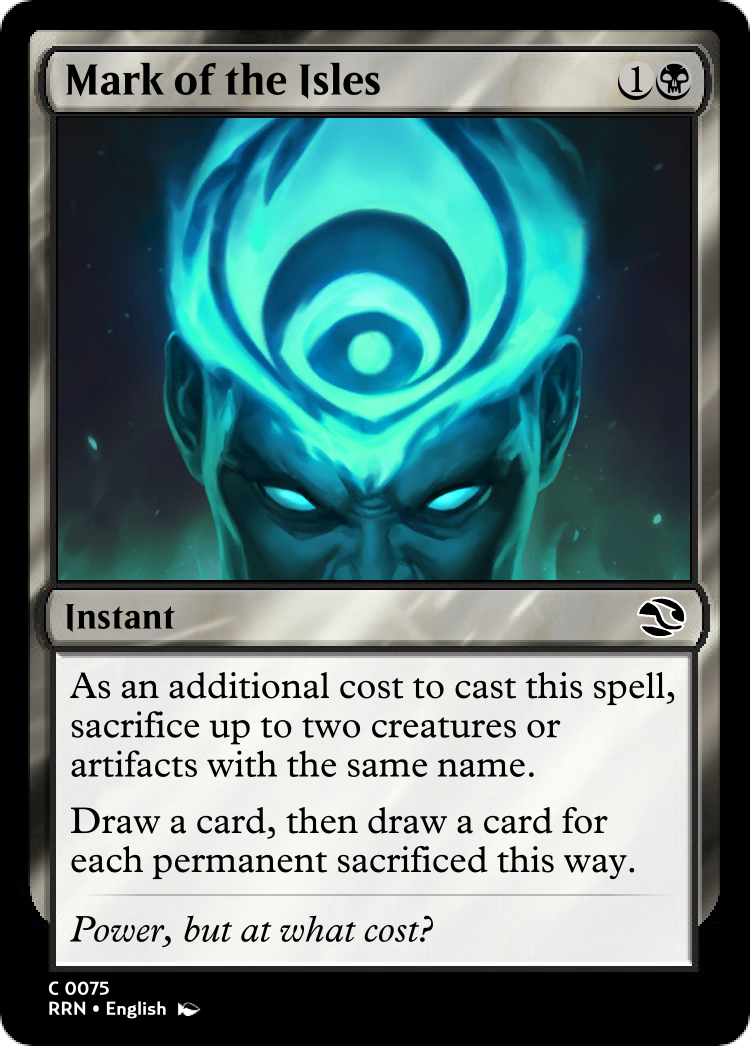 Mark of the Isles 1
Instant
As an additional cost to cast this spell,
sacrifice up to two creatures or
artifacts with the same name.
Draw a card, then draw a card for
each permanent sacrificed this way.
Power, but at what cost?
C 0075
RRN • English